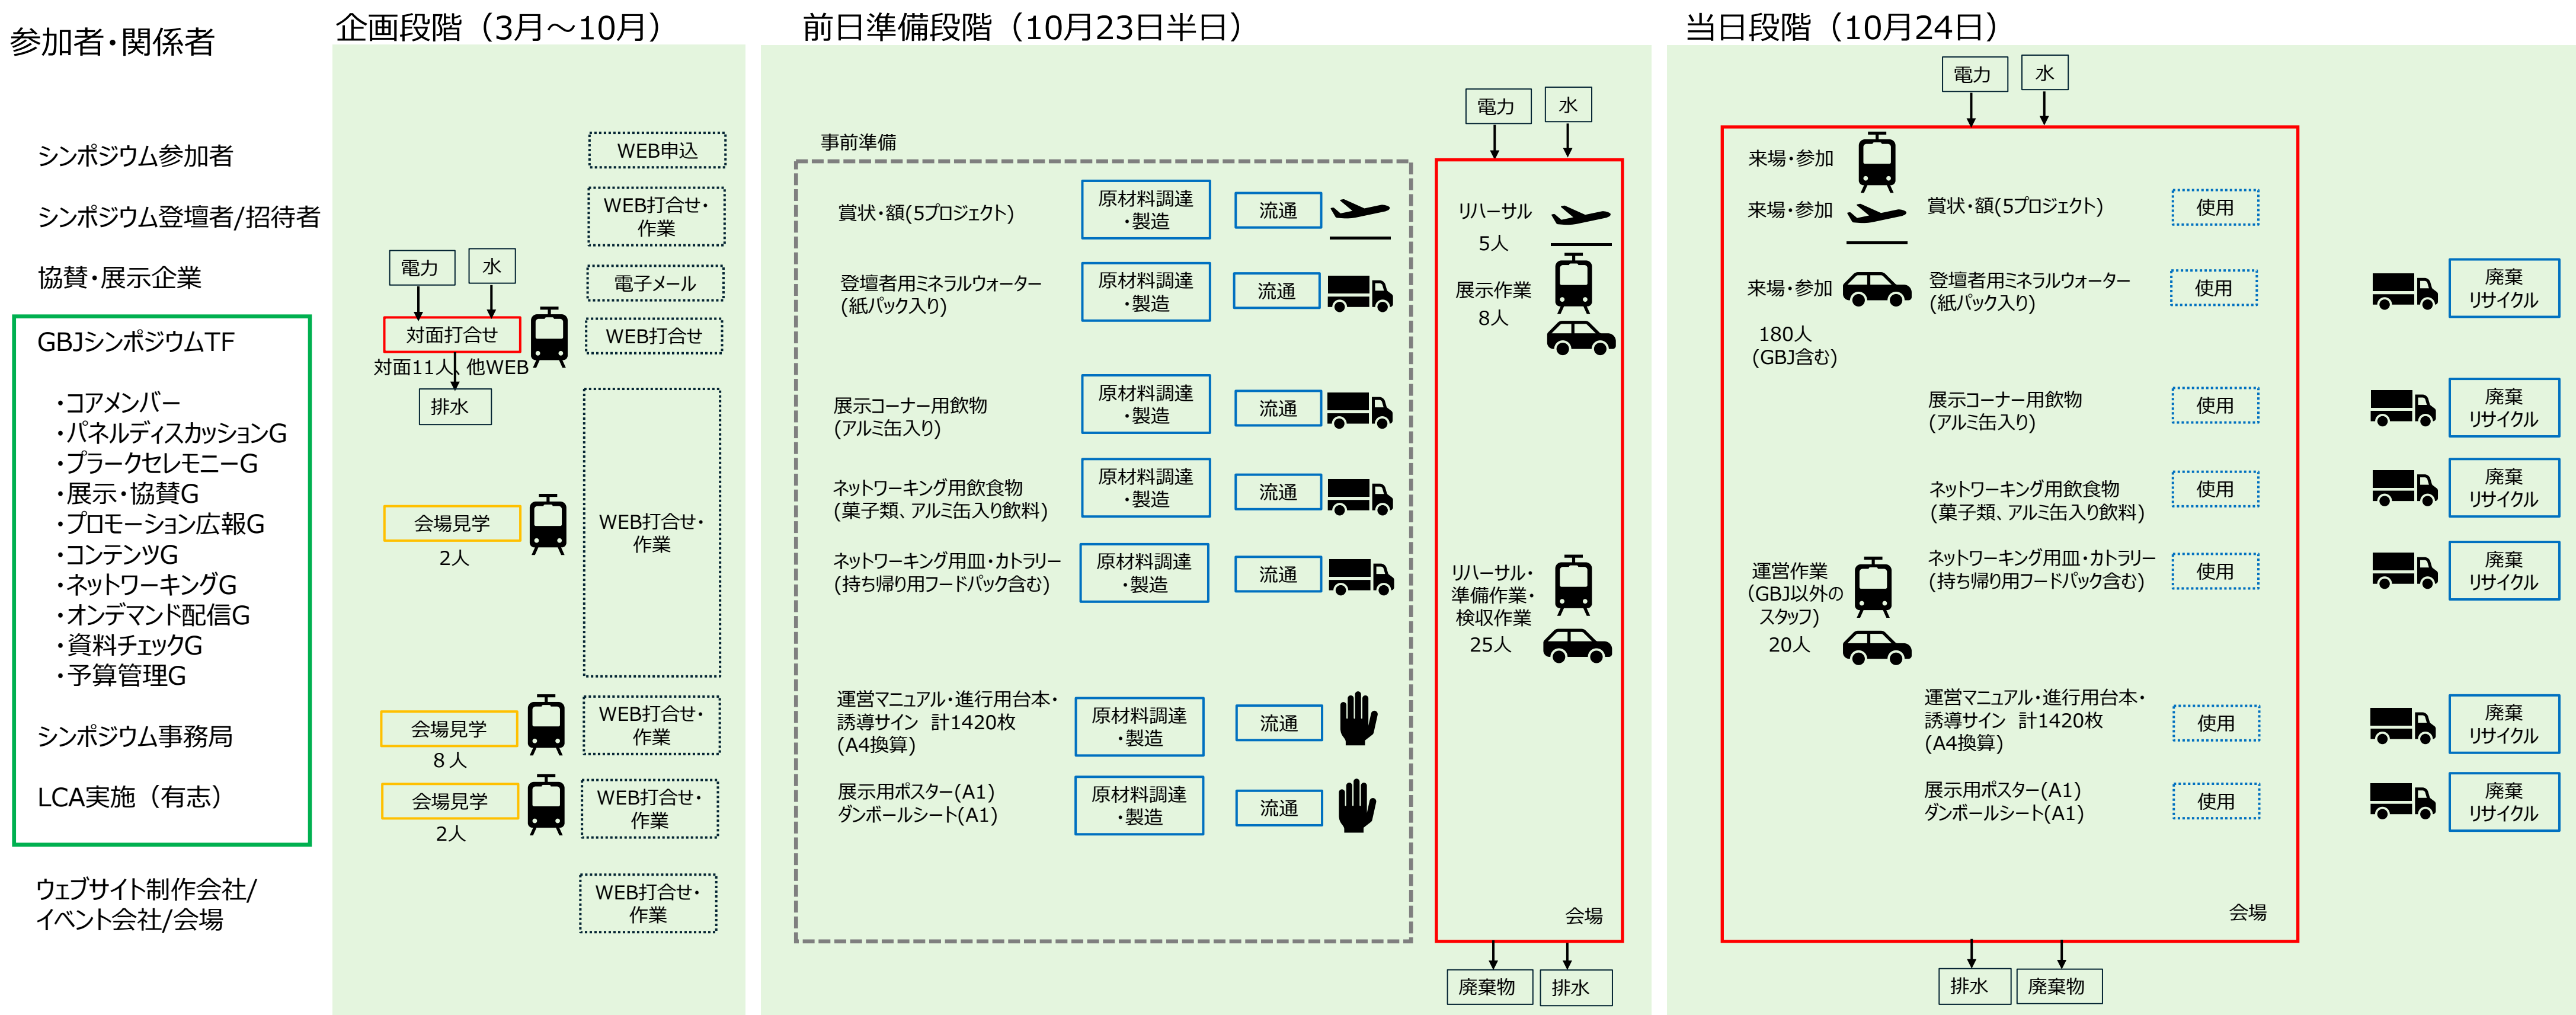 参加者・関係者
シンポジウム参加者
シンポジウム登壇者/招待者
協賛・展示企業
GBJシンポジウムTF
・コアメンバー
・パネルディスカッションG
・プラークセレモニーG
・展示・協賛G
・プロモーション広報G
・コンテンツG
・ネットワーキングG
・オンデマンド配信G
・資料チェックG
・予算管理G
シンポジウム事務局
LCA実施（有志）
ウェブサイト制作会社/
イベント会社/会場
企画段階（3月～10月）
WEB申込
WEB打合せ・
作業
電力
水
電子メール
対面打合せ
WEB打合せ
対面11人、他WEB
排水
会場見学
2人
WEB打合せ・
作業
会場見学
8人
WEB打合せ・
作業
会場見学
2人
WEB打合せ・
作業
WEB打合せ・
作業
前日準備段階（10月23日半日）
事前準備
賞状・額(5プロジェクト)
原材料調達
・製造
流通
登壇者用ミネラルウォーター
(紙パック入り)
原材料調達
・製造
流通
展示コーナー用飲物
(アルミ缶入り)
原材料調達
・製造
流通
ネットワーキング用飲食物
(菓子類、アルミ缶入り飲料)
原材料調達
・製造
流通
ネットワーキング用皿・カトラリー
(持ち帰り用フードパック含む)
原材料調達
・製造
流通
運営マニュアル・進行用台本・
誘導サイン　計1420枚
(A4換算)
原材料調達
・製造
流通
展示用ポスター(A1)
ダンボールシート(A1)
原材料調達
・製造
流通
電力
水
リハーサル
5人
展示作業
8人
リハーサル・
準備作業・
検収作業
25人
会場
廃棄物
排水
当日段階（10月24日）
電力
水
来場・参加
来場・参加
賞状・額(5プロジェクト)
使用
来場・参加
180人
(GBJ含む)
登壇者用ミネラルウォーター
(紙パック入り)
使用
廃棄
リサイクル
展示コーナー用飲物
(アルミ缶入り)
使用
廃棄
リサイクル
ネットワーキング用飲食物
(菓子類、アルミ缶入り飲料)
使用
廃棄
リサイクル
運営作業
(GBJ以外の
スタッフ)
20人
ネットワーキング用皿・カトラリー
(持ち帰り用フードパック含む)
使用
廃棄
リサイクル
運営マニュアル・進行用台本・
誘導サイン　計1420枚
(A4換算)
使用
廃棄
リサイクル
展示用ポスター(A1)
ダンボールシート(A1)
使用
廃棄
リサイクル
会場
排水
廃棄物